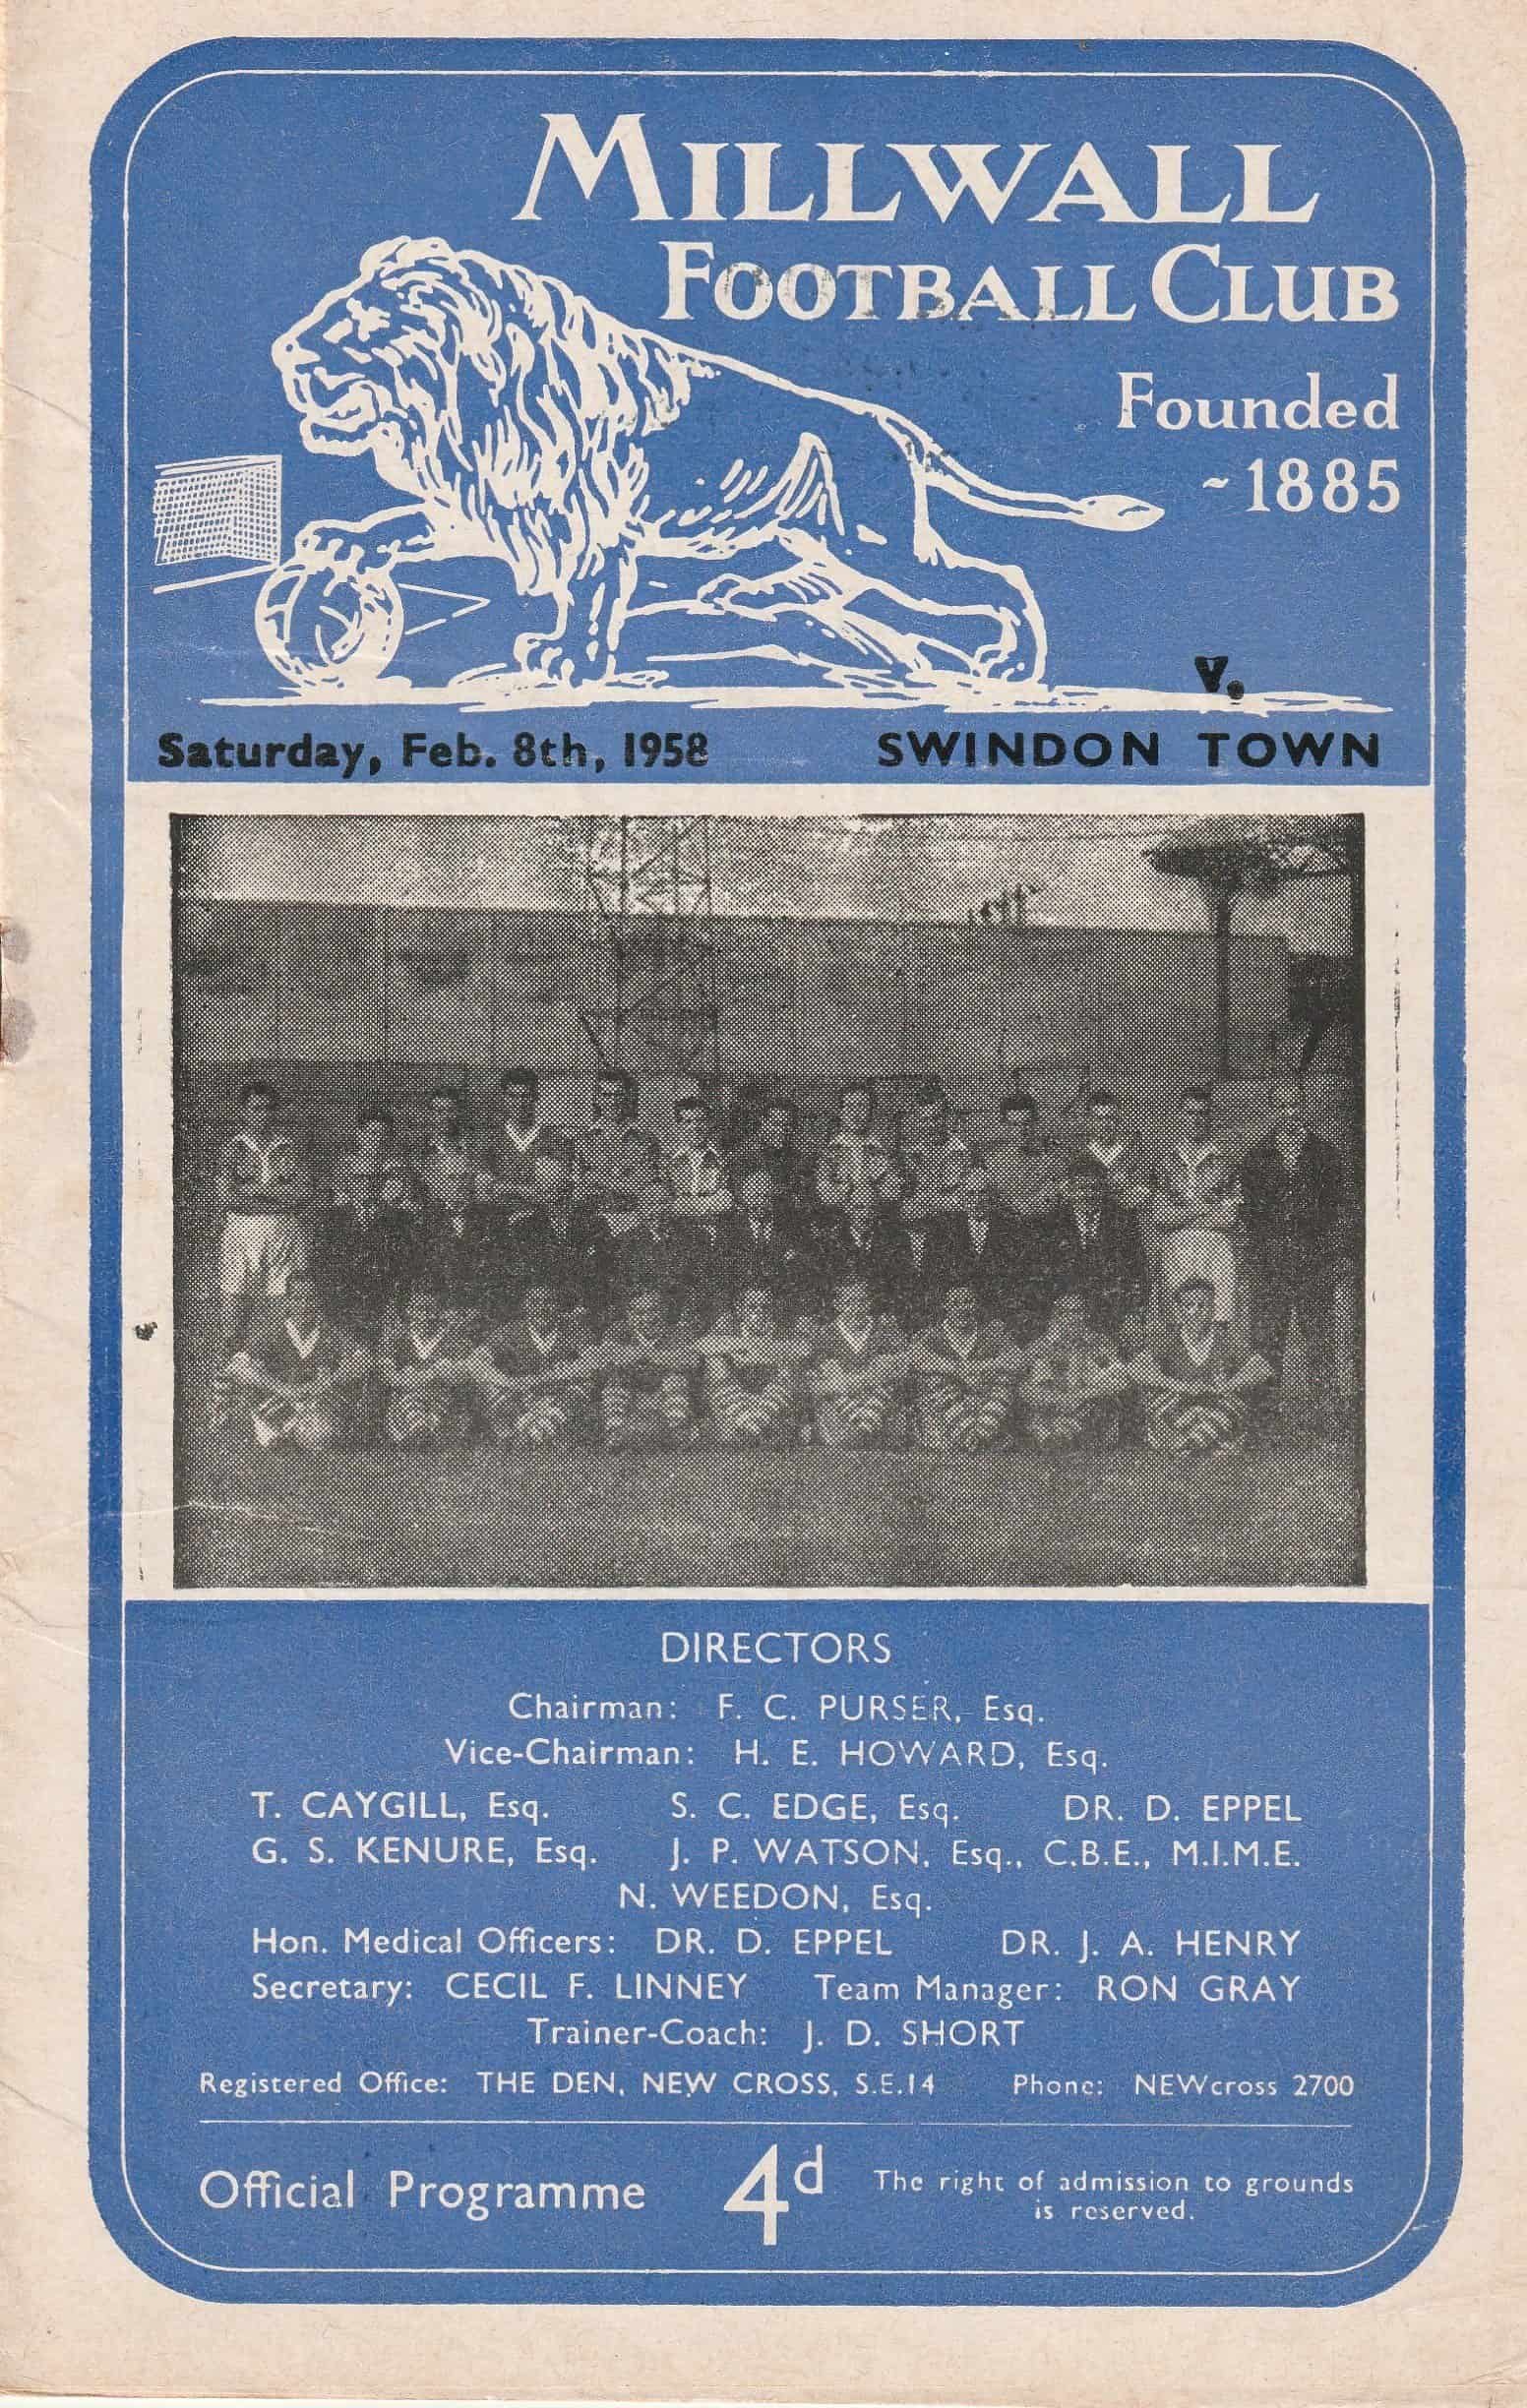 MILLWALL
FOOTBALL CLUB
Founded
~ 1885
v.
Saturday, Feb. 8th, 1958 SWINDON TOWN
DIRECTORS
Chairman: F. C. PURSER, Esq.
Vice-Chairman: H. E. HOWARD, Esq.
T. CAYGILL, Esq. S. C. EDGE, Esq. DR. D. EPPEL
G. S. KENURE, Esq. J. P. WATSON, Esq., C.B.E., M.I.M.E.
N. WEEDON, Esq.
Hon. Medical Officers: DR. D. EPPEL DR. J. A. HENRY
Secretary: CECIL F. LINNEY Team Manager: RON GRAY
Trainer-Coach: J. D. SHORT
Registered Office: THE DEN, NEW CROSS, S.E.14 Phone: NEWcross 2700
Official Programme 4d The right of admission to grounds
is reserved.